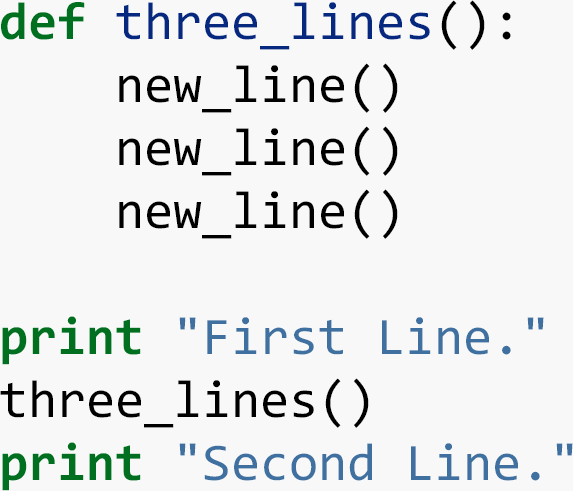 def three_lines():
    new_line()
    new_line()
    new_line()

print "First Line."
three_lines()
print "Second Line."